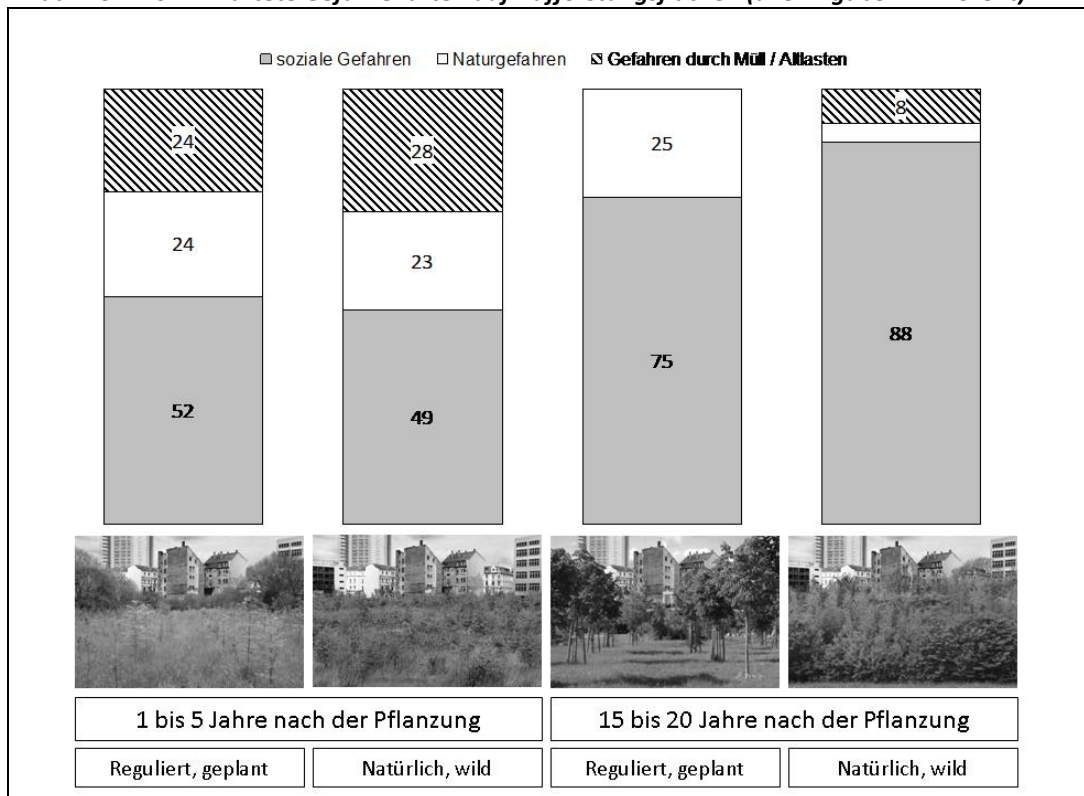 soziale Gefahren Naturgefahren Gefahren durch Müll / Altlasten
24 28 25 8
24 23
52 49 75 88
1 bis 5 Jahre nach der Pflanzung 15 bis 20 Jahre nach der Pflanzung
Reguliert, geplant Natürlich, wild Reguliert, geplant Natürlich, wild